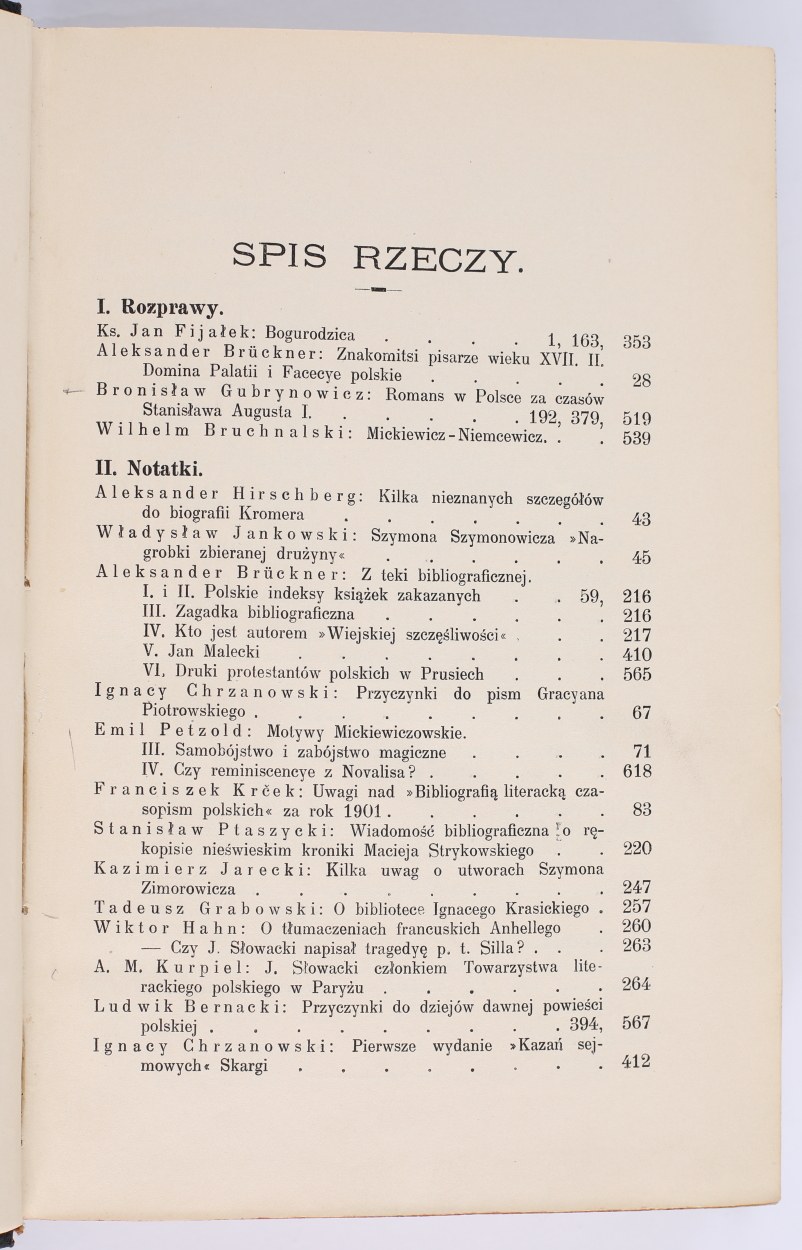 SPIS RZECZY.
I. Rozprawy.
Ks. Jan Fijałek: Bogurodzica . . . . 1, 163, 353
Aleksander Brückner: Znakomitsi pisarze wieku XVII. II.
Domina Palatii i Facecye polskie . . . . . 28
Bronisław Gubrynowicz: Romans w Polsce za czasów
Stanisława Augusta I. . . . . . 192, 379, 519
Wilhelm Bruchnalski: Mickiewicz-Niemcewicz. . . 539
II. Notatki.
Aleksander Hirschberg: Kilka nieznanych szczegółów
do biografii Kromera . . . . . . . 43
Władysław Jankowski: Szymona Szymonowicza »Na-
grobki zbieranej drużyny« . . . . . . 45
Aleksander Brückner: Z teki bibliograficznej.
I. i II. Polskie indeksy książek zakazanych . . 59, 216
III. Zagadka bibliograficzna . . . . . . 216
IV. Kto jest autorem »Wiejskiej szczęśliwości« . . . 217
V. Jan Malecki . . . . . . . . 410
VI. Druki protestantów polskich w Prusiech . . . 565
Ignacy Chrzanowski: Przyczynki do pism Gracyana
Piotrowskiego . . . . . . . . . 67
Emil Petzold: Motywy Mickiewiczowskie.
III. Samobójstwo i zabójstwo magiczne . . . . 71
IV. Czy reminiscencye z Novalisa? . . . . . 618
Franciszek Krček: Uwagi nad »Bibliografią literacką cza-
sopism polskich« za rok 1901 . . . . . . 83
Stanisław Ptaszycki: Wiadomość bibliograficzna o rę-
kopisie nieświeskim kroniki Macieja Strykowskiego . . 220
Kazimierz Jarecki: Kilka uwag o utworach Szymona
Zimorowicza . . . . . . . . . 247
Tadeusz Grabowski: O bibliotece Ignacego Krasickiego . 257
Wiktor Hahn: O tłumaczeniach francuskich Anhellego . 260
— Czy J. Słowacki napisał tragedyę p. t. Silla? . . . 263
A. M. Kurpiel: J. Słowacki członkiem Towarzystwa lite-
rackiego polskiego w Paryżu . . . . . . 264
Ludwik Bernacki: Przyczynki do dziejów dawnej powieści
polskiej . . . . . . . . . 394, 567
Ignacy Chrzanowski: Pierwsze wydanie »Kazań sej-
mowych« Skargi . . . . . . . . 412